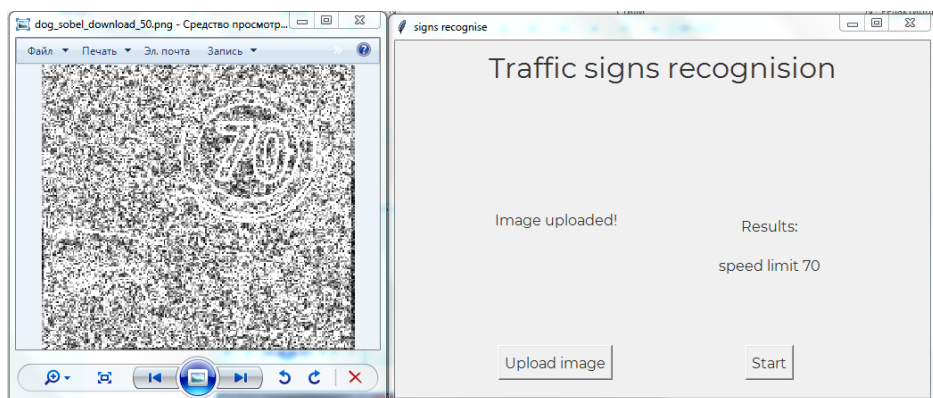 dog_sobel_download_50.png - Средство просмотр...
Файл Печать Эл. почта Запись
70
signs recognise
Traffic signs recognision
Image uploaded!
Results:
speed limit 70
Upload image
Start